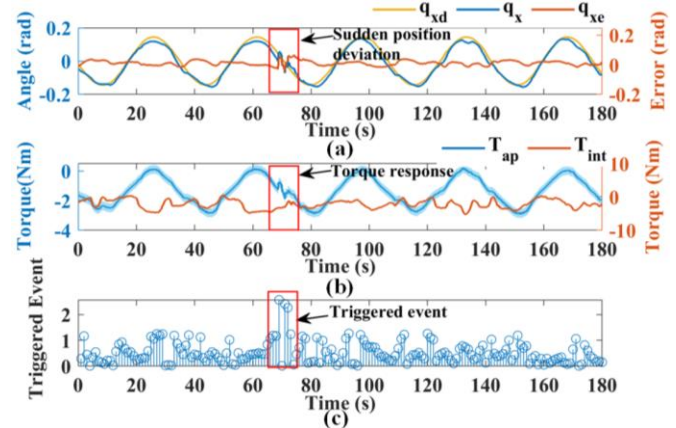 q_xd q_x q_xe
0.2 0 -0.2
Angle (rad)
Sudden position
deviation
0.2 0 -0.2
Error (rad)
0 20 40 60 80 100 120 140 160 180
Time (s)
(a)
T_ap T_int
0 -2 -4
Torque(Nm)
Torque response
10 0 -10
Torque (Nm)
0 20 40 60 80 100 120 140 160 180
Time (s)
(b)
2 1 0
Triggered Event
Triggered event
0 20 40 60 80 100 120 140 160 180
Time (s)
(c)